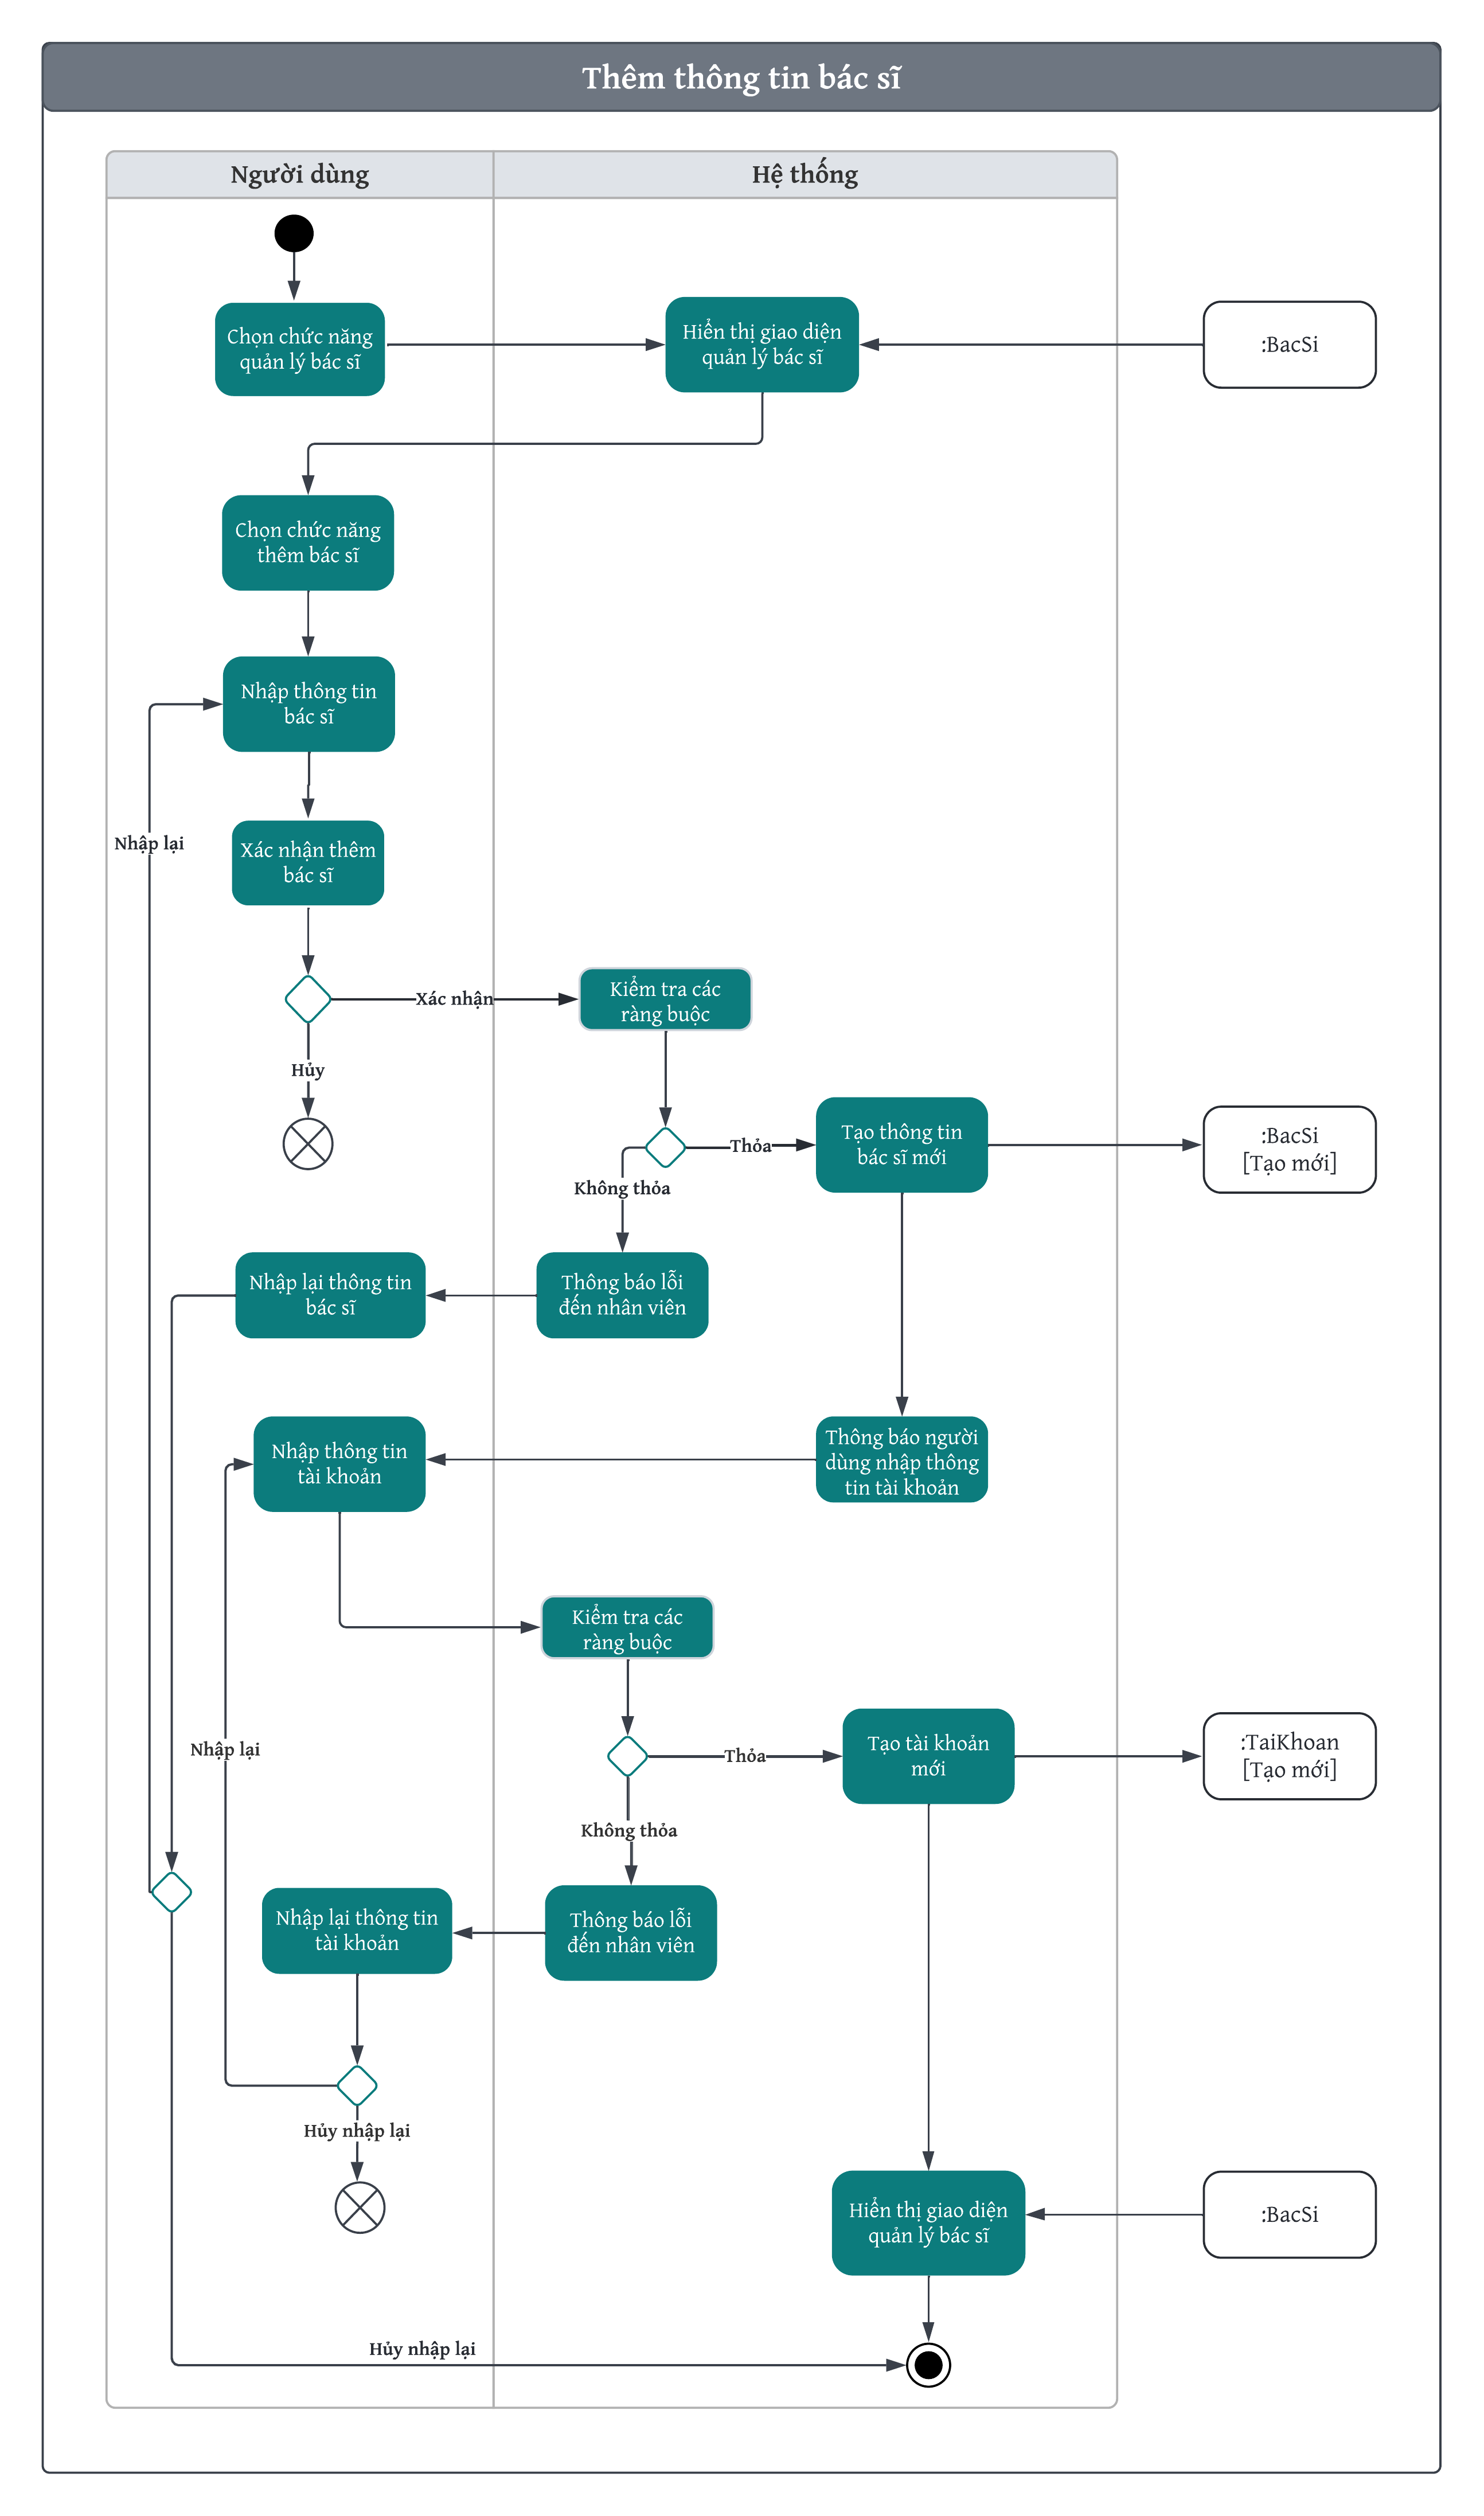 Thêm thông tin bác sĩ
Người dùng
Hệ thống
Chọn chức năng
quản lý bác sĩ
Hiển thị giao diện
quản lý bác sĩ
:BacSi
Chọn chức năng
thêm bác sĩ
Nhập thông tin
bác sĩ
Nhập lại
Xác nhận thêm
bác sĩ
Xác nhận
Kiểm tra các
ràng buộc
Hủy
Thỏa
Tạo thông tin
bác sĩ mới
:BacSi
[Tạo mới]
Không thỏa
Nhập lại thông tin
bác sĩ
Thông báo lỗi
đến nhân viên
Nhập thông tin
tài khoản
Thông báo người
dùng nhập thông
tin tài khoản
Kiểm tra các
ràng buộc
Nhập lại
Thỏa
Tạo tài khoản
mới
:TaiKhoan
[Tạo mới]
Không thỏa
Nhập lại thông tin
tài khoản
Thông báo lỗi
đến nhân viên
Hủy nhập lại
Hiển thị giao diện
quản lý bác sĩ
:BacSi
Hủy nhập lại